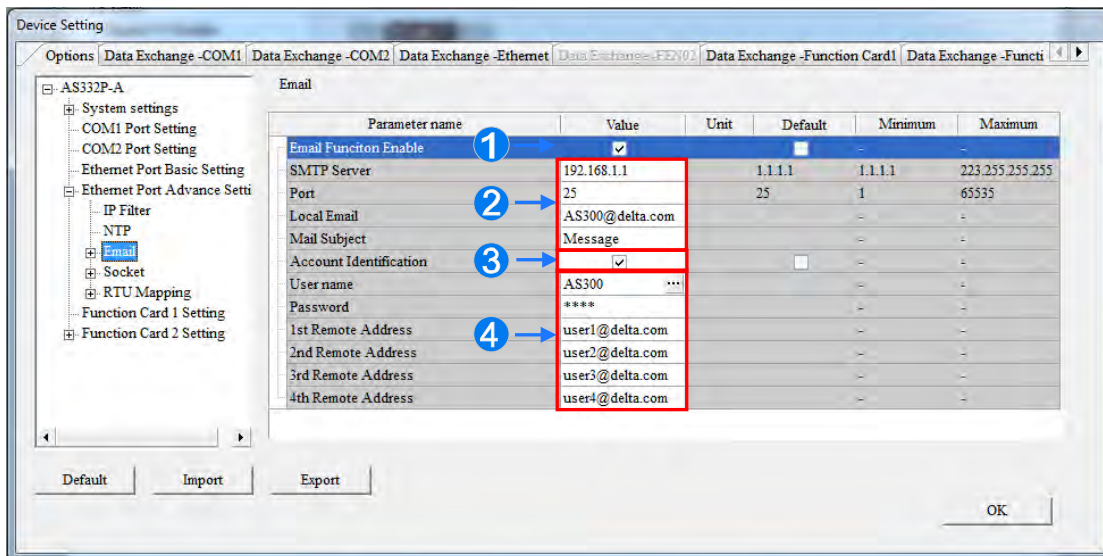 Device Setting
Options Data Exchange -COM1 Data Exchange -COM2 Data Exchange -Ethernet Data Exchange -FEN02 Data Exchange -Function Card1 Data Exchange -Functi
AS332P-A
System settings
COM1 Port Setting
COM2 Port Setting
Ethernet Port Basic Setting
Ethernet Port Advance Setti
IP Filter
NTP
Email
Socket
RTU Mapping
Function Card 1 Setting
Function Card 2 Setting
Email
Parameter name Value Unit Default Minimum Maximum
Email Funciton Enable 1 - -
SMTP Server 192.168.1.1 1.1.1.1 1.1.1.1 223.255.255.255
Port 25 25 1 65535
2
Local Email AS300@delta.com - -
Mail Subject Message - -
Account Identification 3 - -
User name AS300 ... - -
Password **** - -
1st Remote Address 4 user1@delta.com - -
2nd Remote Address user2@delta.com - -
3rd Remote Address user3@delta.com - -
4th Remote Address user4@delta.com - -
Default Import Export
OK